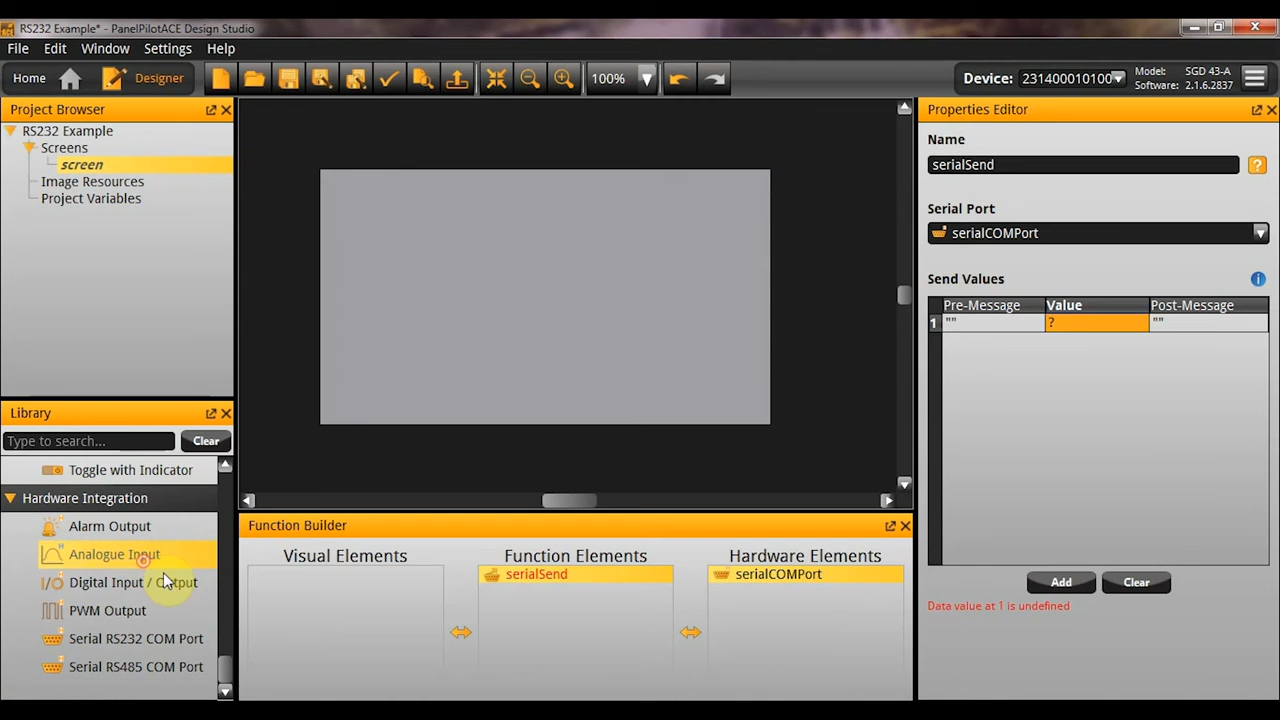 RS232 Example* - PanelPilotACE Design Studio
File Edit Window Settings Help
Home Designer 100% Device: 231400010100 Model: SGD 43-A
Software: 2.1.6.2837
Project Browser
RS232 Example
Screens
screen
Image Resources
Project Variables
Library
Type to search... Clear
Toggle with Indicator
Hardware Integration
Alarm Output
Analogue Input
Digital Input / Output
PWM Output
Serial RS232 COM Port
Serial RS485 COM Port
Function Builder
Visual Elements Function Elements Hardware Elements
serialSend serialCOMPort
Properties Editor
Name
serialSend ?
Serial Port
serialCOMPort
Send Values i
Pre-Message Value Post-Message
1 "" ? ""
Add Clear
Data value at 1 is undefined